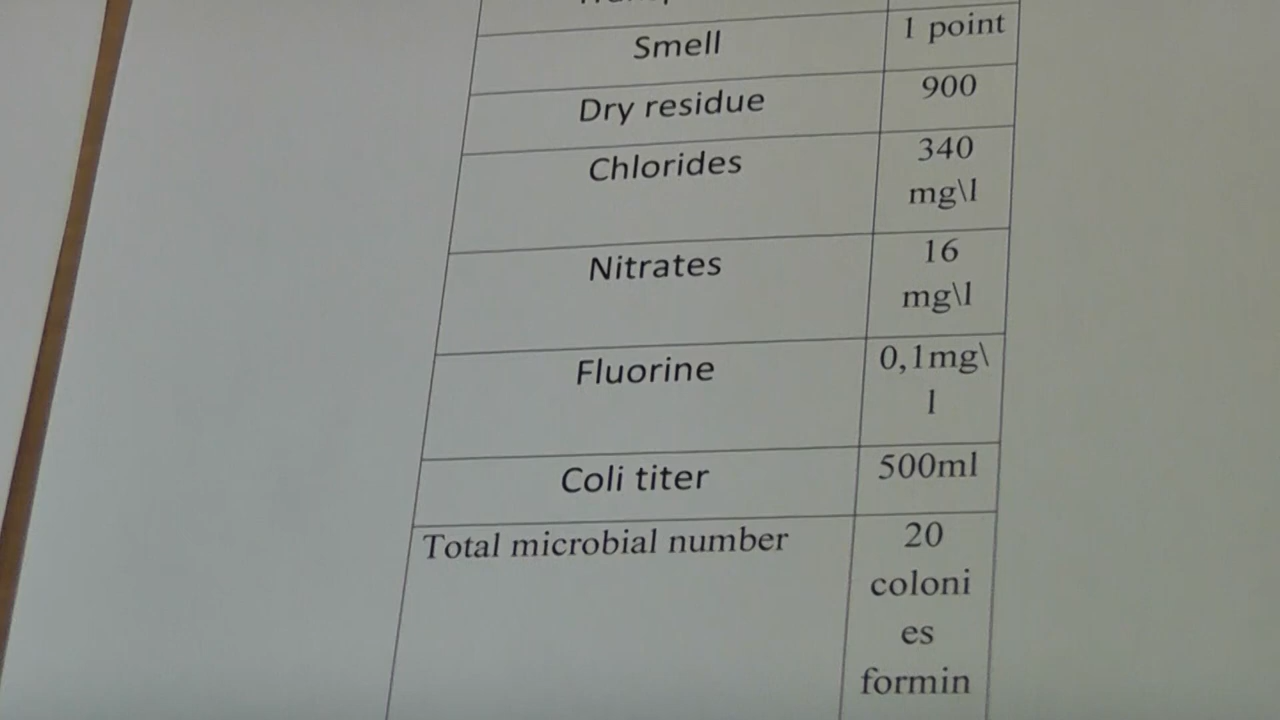 Smell 1 point
Dry residue 900
Chlorides 340
mg\l
Nitrates 16
mg\l
Fluorine 0,1mg\
l
Coli titer 500ml
Total microbial number 20
coloni
es
formin